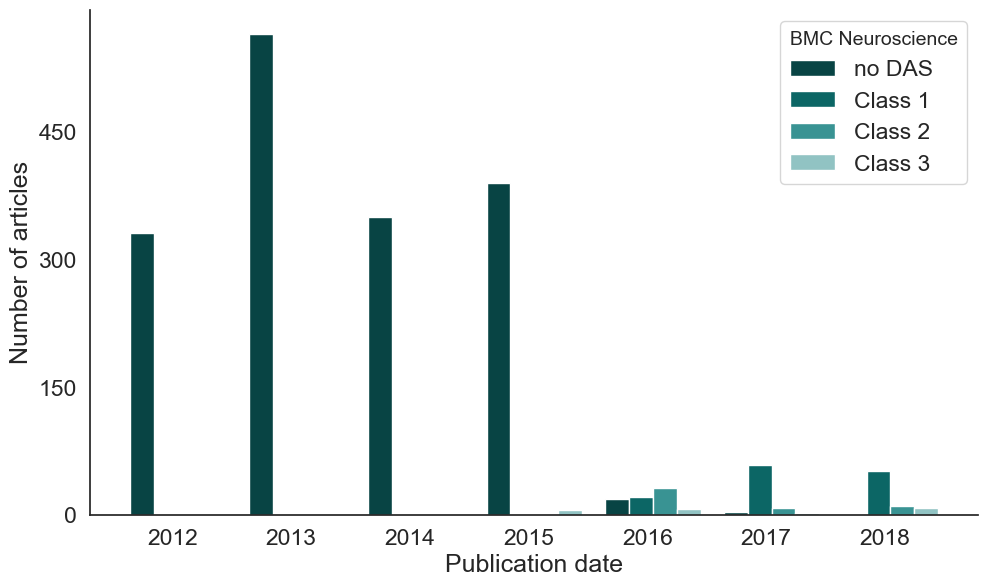 BMC Neuroscience
no DAS
Class 1
Class 2
Class 3
Number of articles
450
300
150
0
2012 2013 2014 2015 2016 2017 2018
Publication date